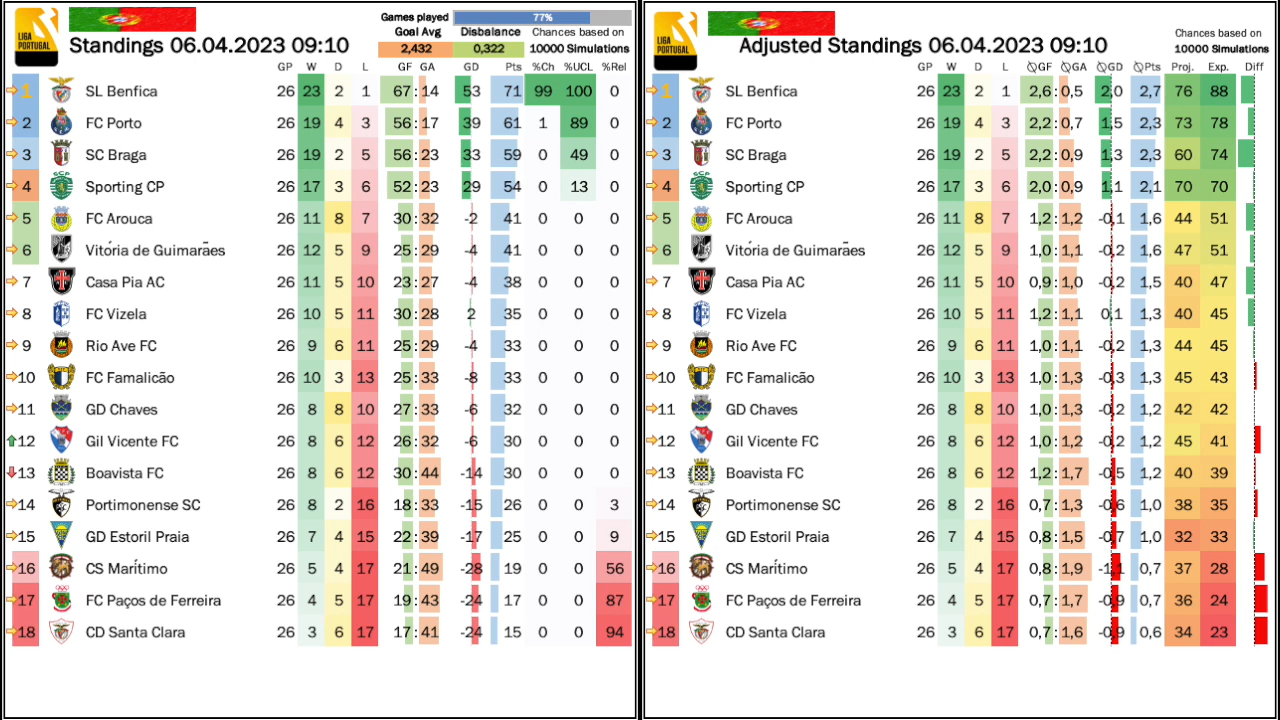 LIGA
PORTUGAL
Games played 77%
Goal Avg Disbalance Chances based on
Standings 06.04.2023 09:10 2,432 0,322 10000 Simulations
GP W D L GF GA GD Pts %Ch %UCL %Rel
1 SL Benfica 26 23 2 1 67:14 53 71 99 100 0
2 FC Porto 26 19 4 3 56:17 39 61 1 89 0
3 SC Braga 26 19 2 5 56:23 33 59 0 49 0
4 Sporting CP 26 17 3 6 52:23 29 54 0 13 0
5 FC Arouca 26 11 8 7 30:32 -2 41 0 0 0
6 Vitória de Guimarães 26 12 5 9 25:29 -4 41 0 0 0
7 Casa Pia AC 26 11 5 10 23:27 -4 38 0 0 0
8 FC Vizela 26 10 5 11 30:28 2 35 0 0 0
9 Rio Ave FC 26 9 6 11 25:29 -4 33 0 0 0
10 FC Famalicão 26 10 3 13 25:33 -8 33 0 0 0
11 GD Chaves 26 8 8 10 27:33 -6 32 0 0 0
12 Gil Vicente FC 26 8 6 12 26:32 -6 30 0 0 0
13 Boavista FC 26 8 6 12 30:44 -14 30 0 0 0
14 Portimonense SC 26 8 2 16 18:33 -15 26 0 0 3
15 GD Estoril Praia 26 7 4 15 22:39 -17 25 0 0 9
16 CS Marítimo 26 5 4 17 21:49 -28 19 0 0 56
17 FC Paços de Ferreira 26 4 5 17 19:43 -24 17 0 0 87
18 CD Santa Clara 26 3 6 17 17:41 -24 15 0 0 94
LIGA
PORTUGAL
Chances based on
Adjusted Standings 06.04.2023 09:10 10000 Simulations
GP W D L ∅GF ∅GA ∅GD ∅Pts Proj. Exp. Diff
1 SL Benfica 26 23 2 1 2,6:0,5 2,0 2,7 76 88
2 FC Porto 26 19 4 3 2,2:0,7 1,5 2,3 73 78
3 SC Braga 26 19 2 5 2,2:0,9 1,3 2,3 60 74
4 Sporting CP 26 17 3 6 2,0:0,9 1,1 2,1 70 70
5 FC Arouca 26 11 8 7 1,2:1,2 -0,1 1,6 44 51
6 Vitória de Guimarães 26 12 5 9 1,0:1,1 -0,2 1,6 47 51
7 Casa Pia AC 26 11 5 10 0,9:1,0 -0,2 1,5 40 47
8 FC Vizela 26 10 5 11 1,2:1,1 0,1 1,3 40 45
9 Rio Ave FC 26 9 6 11 1,0:1,1 -0,2 1,3 44 45
10 FC Famalicão 26 10 3 13 1,0:1,3 -0,3 1,3 45 43
11 GD Chaves 26 8 8 10 1,0:1,3 -0,2 1,2 42 42
12 Gil Vicente FC 26 8 6 12 1,0:1,2 -0,2 1,2 45 41
13 Boavista FC 26 8 6 12 1,2:1,7 -0,5 1,2 40 39
14 Portimonense SC 26 8 2 16 0,7:1,3 -0,6 1,0 38 35
15 GD Estoril Praia 26 7 4 15 0,8:1,5 -0,7 1,0 32 33
16 CS Marítimo 26 5 4 17 0,8:1,9 -1,1 0,7 37 28
17 FC Paços de Ferreira 26 4 5 17 0,7:1,7 -0,9 0,7 36 24
18 CD Santa Clara 26 3 6 17 0,7:1,6 -0,9 0,6 34 23